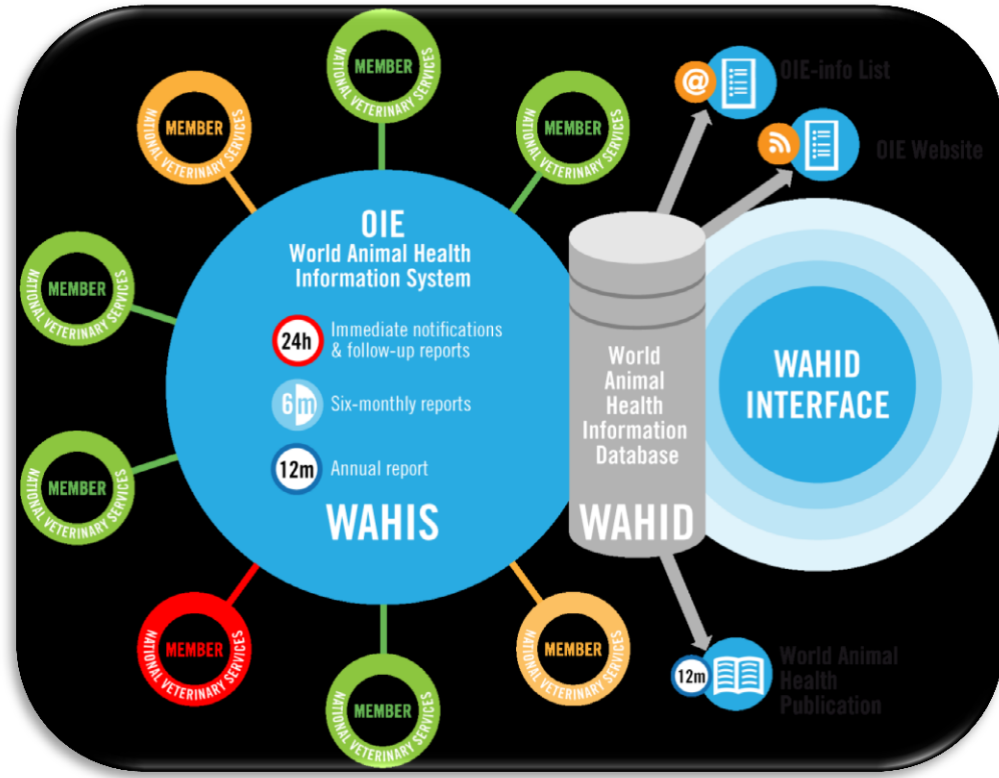 MEMBER
NATIONAL VETERINARY SERVICES
MEMBER
NATIONAL VETERINARY SERVICES
MEMBER
NATIONAL VETERINARY SERVICES
MEMBER
NATIONAL VETERINARY SERVICES
MEMBER
NATIONAL VETERINARY SERVICES
MEMBER
NATIONAL VETERINARY SERVICES
MEMBER
NATIONAL VETERINARY SERVICES
MEMBER
NATIONAL VETERINARY SERVICES
OIE
World Animal Health
Information System
24h
Immediate notifications
& follow-up reports
6m
Six-monthly reports
12m
Annual report
WAHIS
World
Animal
Health
Information
Database
WAHID
@
OIE-info List
OIE Website
WAHID
INTERFACE
12m
World Animal
Health
Publication